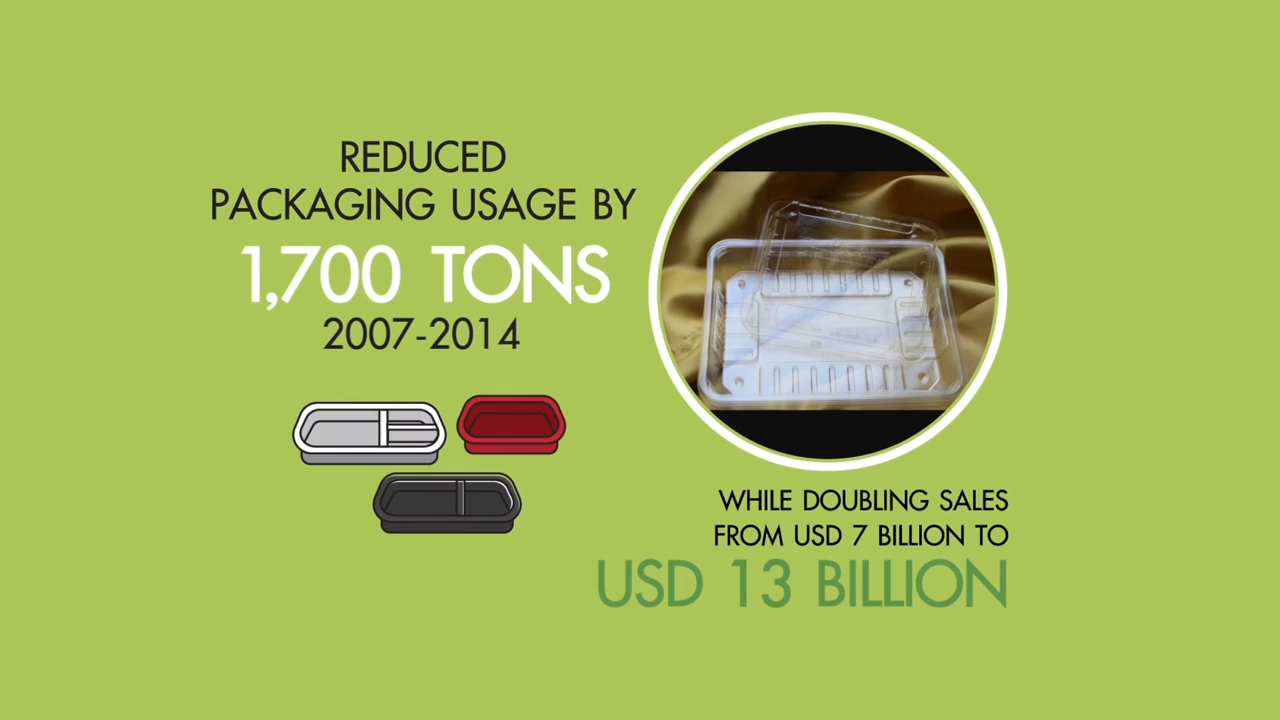 REDUCED
PACKAGING USAGE BY
1,700 TONS
2007-2014
WHILE DOUBLING SALES
FROM USD 7 BILLION TO
USD 13 BILLION